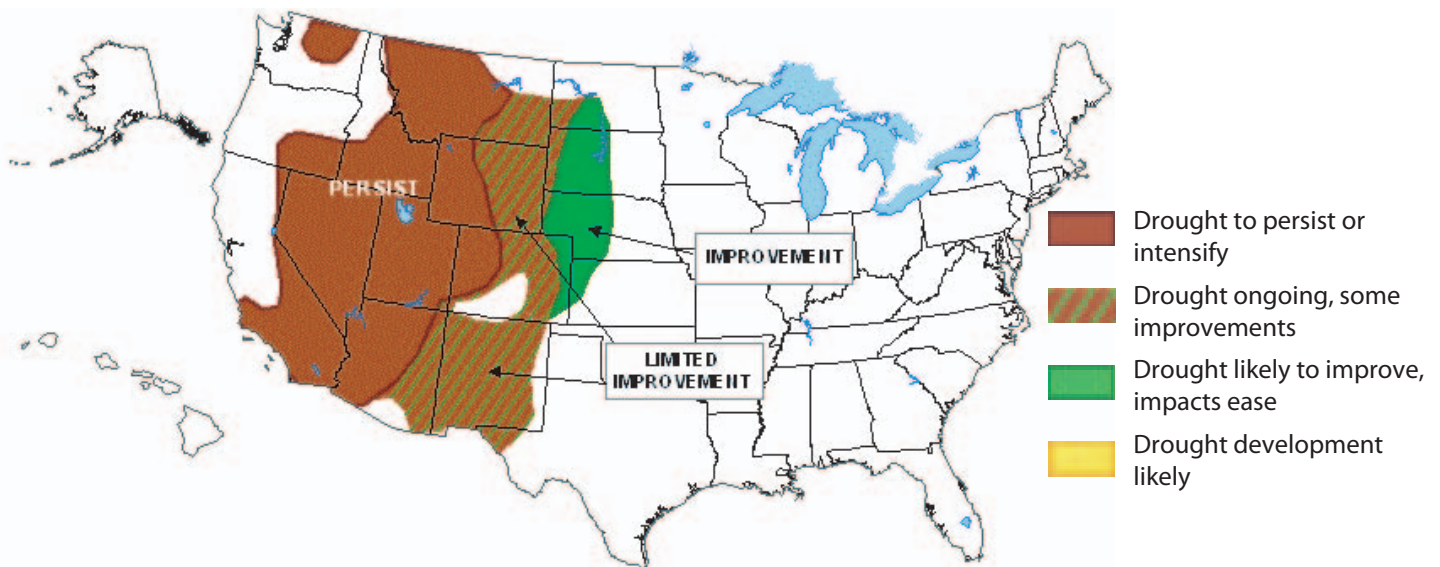 PERSIST
IMPROVEMENT
LIMITED
IMPROVEMENT
Drought to persist or
intensify
Drought ongoing, some
improvements
Drought likely to improve,
impacts ease
Drought development
likely